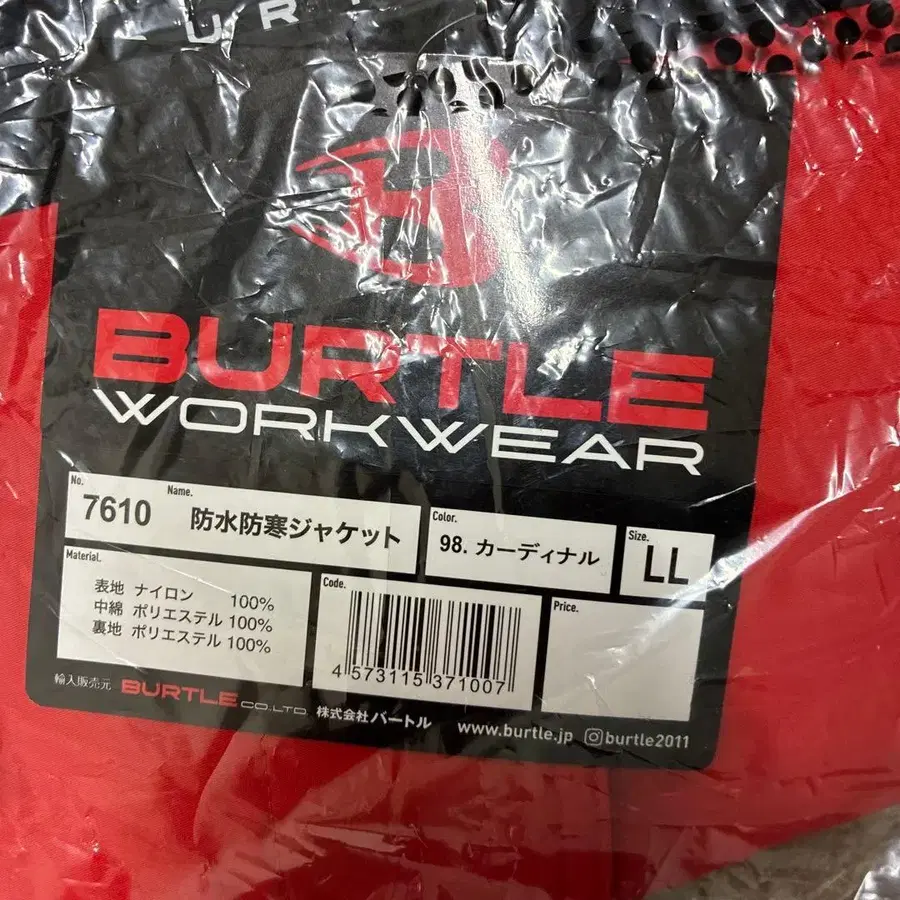 URT
BURTLE
WORKWEAR
No.
7610
Name.
防水防寒ジャケット
Color.
98. カーディナル
Size.
LL
Material.
表地 ナイロン 100%
中綿 ポリエステル 100%
裏地 ポリエステル 100%
Code.
4 573115 371007
Price.
輸入販売元 BURTLE CO.LTD. 株式会社バートル www.burtle.jp burtle2011